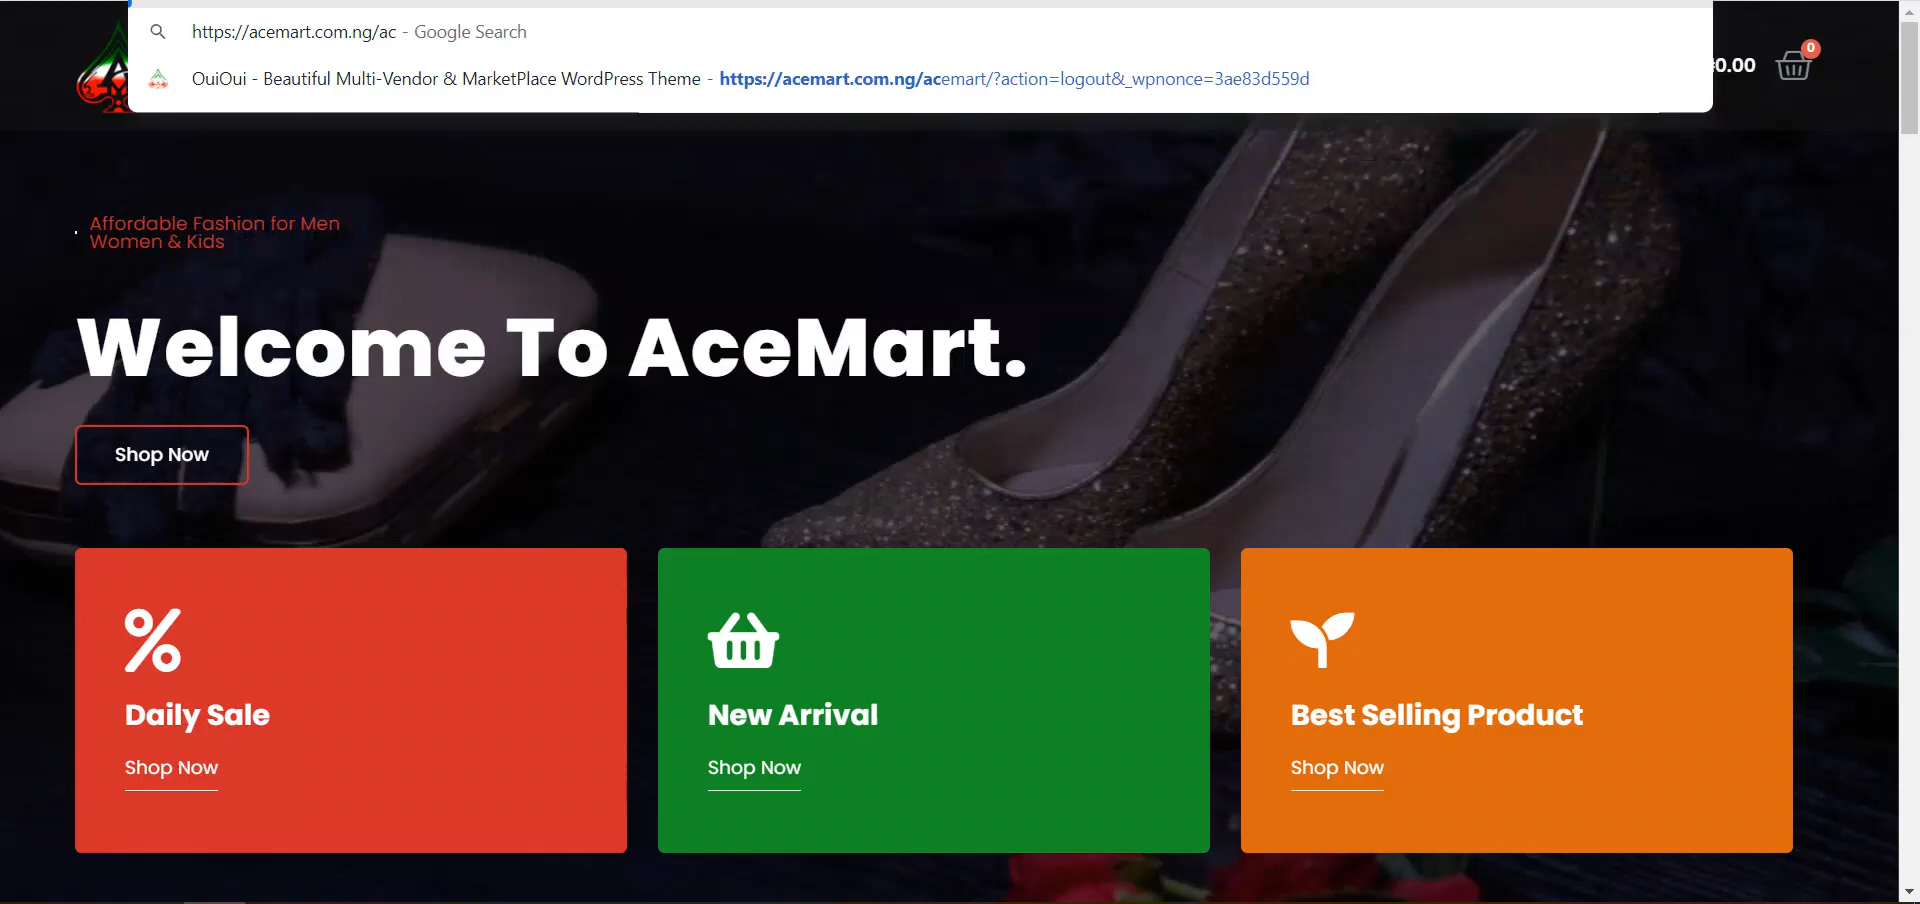 https://acemart.com.ng/ac - Google Search
OuiOui - Beautiful Multi-Vendor & MarketPlace WordPress Theme - https://acemart.com.ng/acemart/?action=logout&_wpnonce=3ae83d559d
0.00
0
Affordable Fashion for Men
Women & Kids
Welcome To AceMart.
Shop Now
%
Daily Sale
Shop Now
New Arrival
Shop Now
Best Selling Product
Shop Now